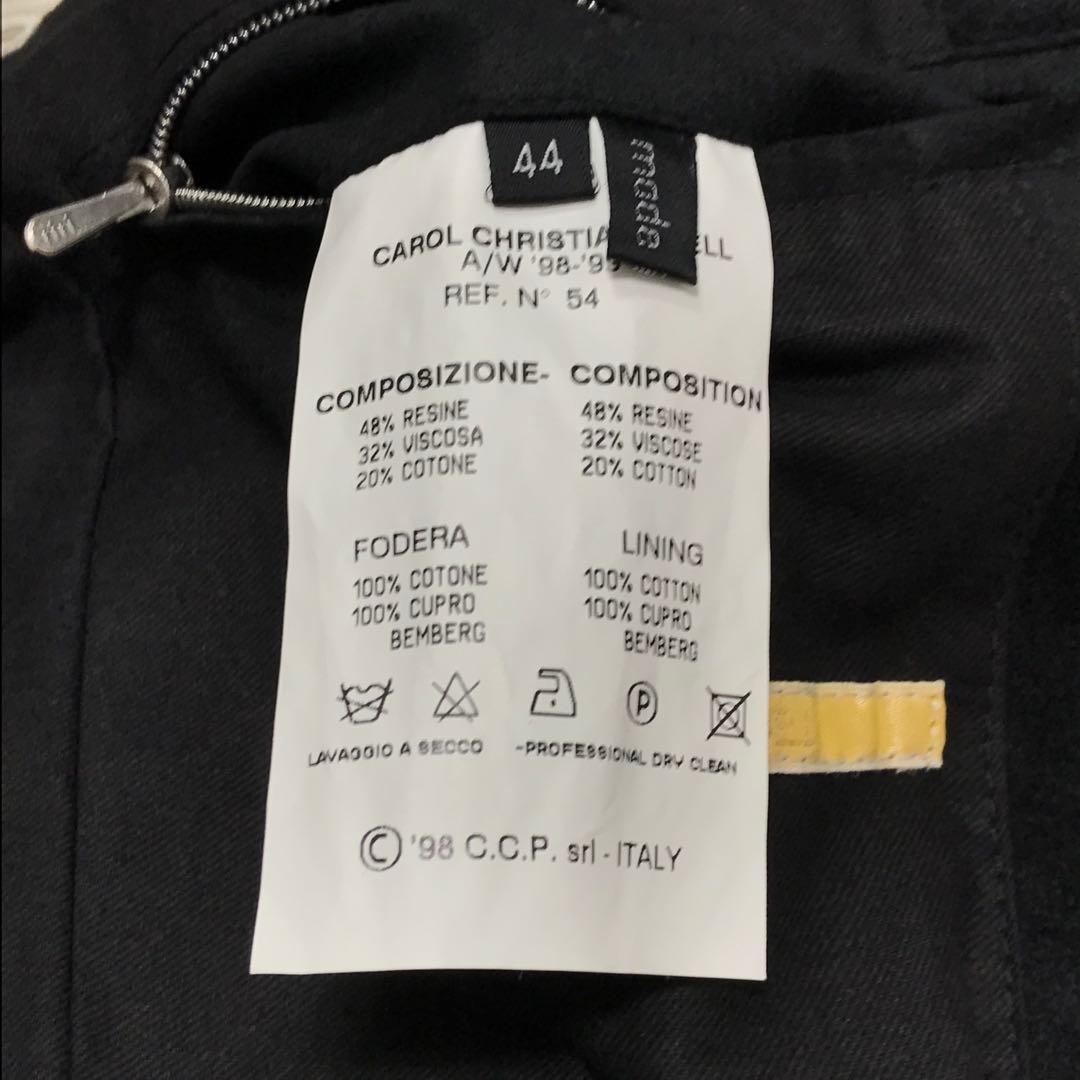 44
made
CAROL CHRISTIA ELL
A/W '98-'99
REF. N° 54
COMPOSIZIONE- COMPOSITION
48% RESINE 48% RESINE
32% VISCOSA 32% VISCOSE
20% COTONE 20% COTTON
FODERA LINING
100% COTONE 100% COTTON
100% CUPRO 100% CUPRO
BEMBERG BEMBERG
P
LAVAGGIO A SECCO -PROFESSIONAL DRY CLEAN
© '98 C.C.P. srl - ITALY